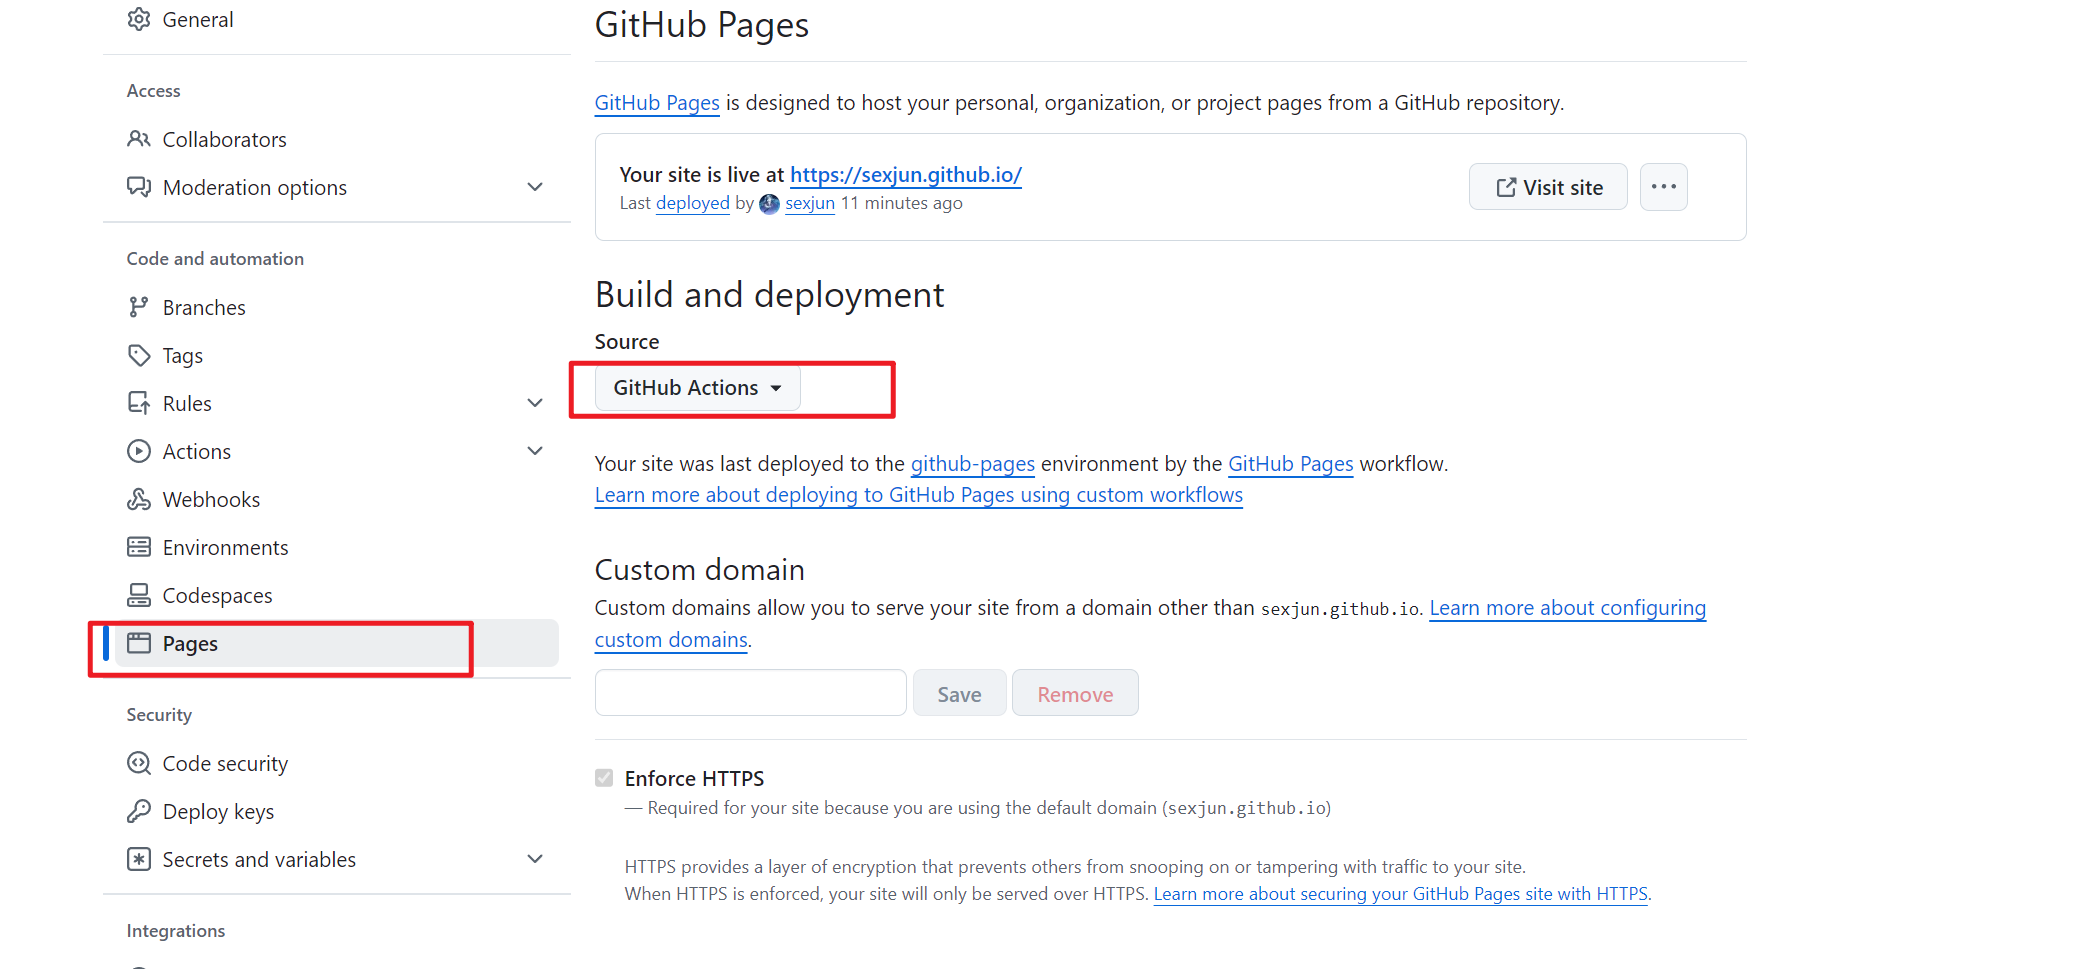 General
Access
Collaborators
Moderation options
Code and automation
Branches
Tags
Rules
Actions
Webhooks
Environments
Codespaces
Pages
Security
Code security
Deploy keys
Secrets and variables
Integrations
GitHub Pages
GitHub Pages is designed to host your personal, organization, or project pages from a GitHub repository.
Your site is live at https://sexjun.github.io/
Last deployed by sexjun 11 minutes ago
Visit site
Build and deployment
Source
GitHub Actions
Your site was last deployed to the github-pages environment by the GitHub Pages workflow.
Learn more about deploying to GitHub Pages using custom workflows
Custom domain
Custom domains allow you to serve your site from a domain other than sexjun.github.io. Learn more about configuring
custom domains.
Save Remove
Enforce HTTPS
— Required for your site because you are using the default domain (sexjun.github.io)
HTTPS provides a layer of encryption that prevents others from snooping on or tampering with traffic to your site.
When HTTPS is enforced, your site will only be served over HTTPS. Learn more about securing your GitHub Pages site with HTTPS.